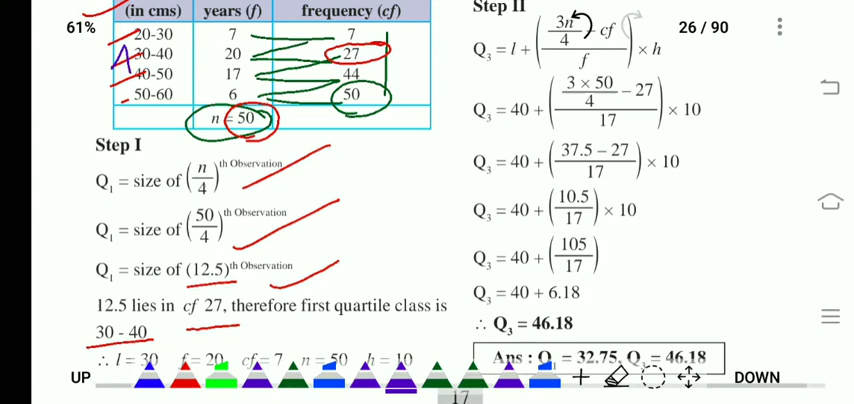 61%
26 / 90
(in cms) years (f) frequency (cf)
20-30 7 7
30-40 20 27
40-50 17 44
50-60 6 50
n = 50
Step I
Q₁ = size of (n/4)th Observation
Q₁ = size of (50/4)th Observation
Q₁ = size of (12.5)th Observation
12.5 lies in cf 27, therefore first quartile class is
30 - 40
∴ l = 30 f = 20 cf = 7 n = 50 h = 10
Step II
Q₃ = l + ((3n/4 - cf)/f) × h
Q₃ = 40 + ((3 × 50/4 - 27)/17) × 10
Q₃ = 40 + ((37.5 - 27)/17) × 10
Q₃ = 40 + (10.5/17) × 10
Q₃ = 40 + (105/17)
Q₃ = 40 + 6.18
∴ Q₃ = 46.18
Ans : Q₁ = 32.75, Q₃ = 46.18
UP
DOWN
17